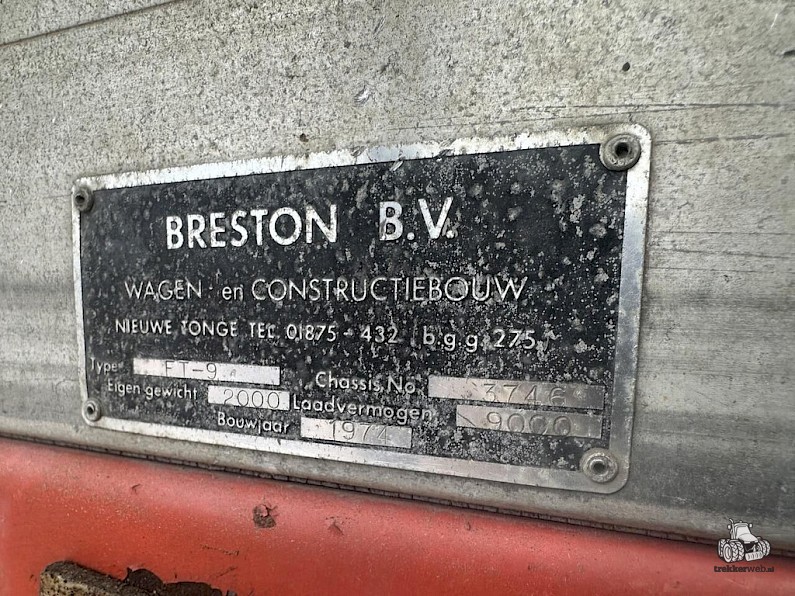 BRESTON B.V.
WAGEN- en CONSTRUCTIEBOUW
NIEUWE TONGE TEL. 01875 - 432 b.g.g. 275
Type ET-9 Chassis No. 3746
Eigen gewicht 2000 Laadvermogen 9000
Bouwjaar 1974
trekkerweb.nl